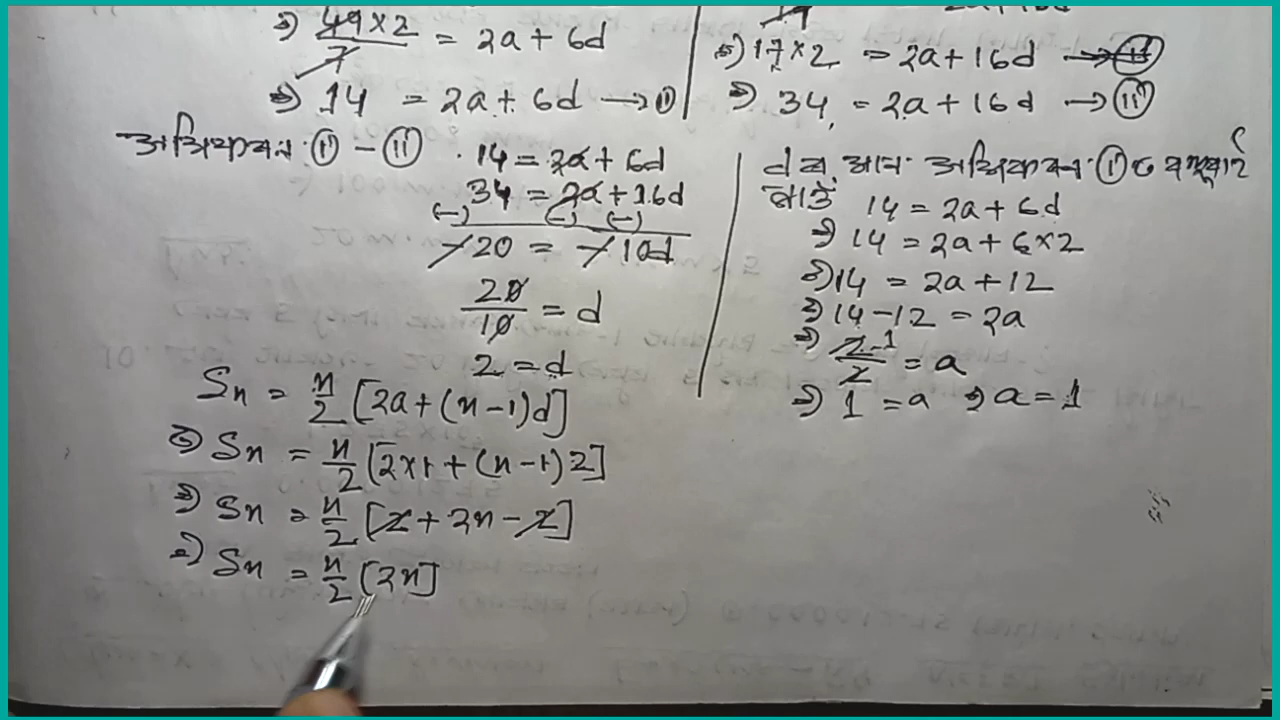 ⇒) 49×2/7 = 2a + 6d
⇒) 14 = 2a + 6d → ⓘ
⇒) 17×2 = 2a + 16d
⇒) 34 = 2a + 16d → ⓘⓘ
ⓘ - ⓘⓘ
14 = 2a + 6d
34 = 2a + 16d
(-) (-) (-)
-20 = -10d
20/10 = d
2 = d
d ৰ মান ⓘ ত
14 = 2a + 6d
⇒) 14 = 2a + 6×2
⇒) 14 = 2a + 12
⇒) 14 - 12 = 2a
⇒) 2/2 1 = a
⇒) 1 = a ⇒ a = 1
Sn = n/2 [2a + (n-1)d]
⇒) Sn = n/2 [2×1 + (n-1) 2]
⇒) Sn = n/2 [2 + 2n - 2]
⇒) Sn = n/2 [2n]